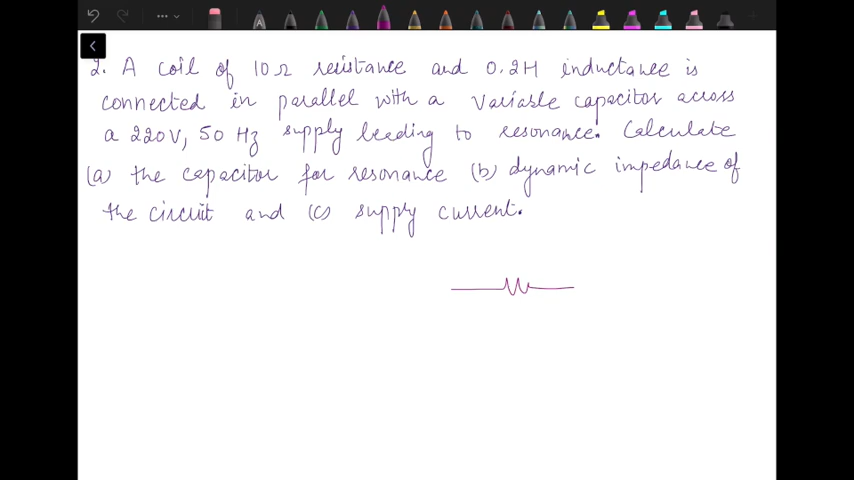 2. A coil of 10Ω resistance and 0.2H inductance is
connected in parallel with a variable capacitor across
a 220V, 50 Hz supply leading to resonance. Calculate
(a) the capacitor for resonance (b) dynamic impedance of
the circuit and (c) supply current.